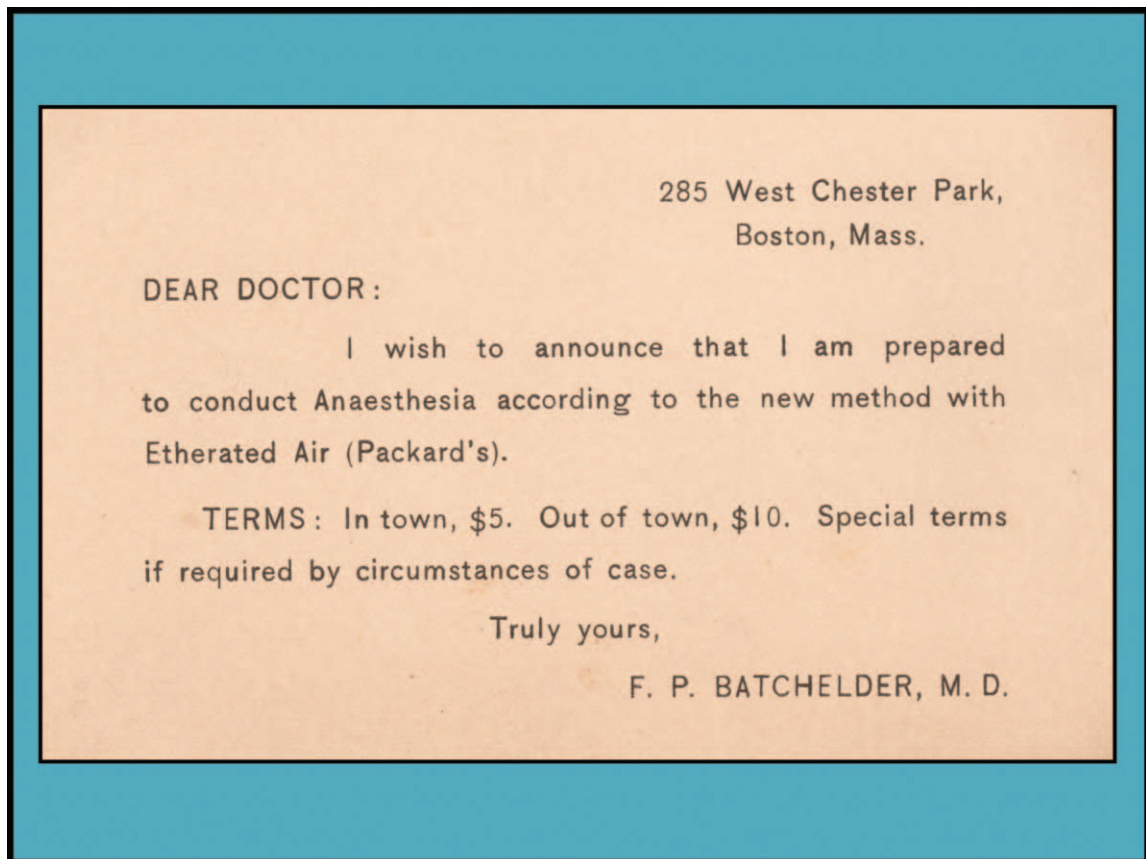 285 West Chester Park,
Boston, Mass.
DEAR DOCTOR:
I wish to announce that I am prepared
to conduct Anaesthesia according to the new method with
Etherated Air (Packard's).
TERMS: In town, $5. Out of town, $10. Special terms
if required by circumstances of case.
Truly yours,
F. P. BATCHELDER, M. D.